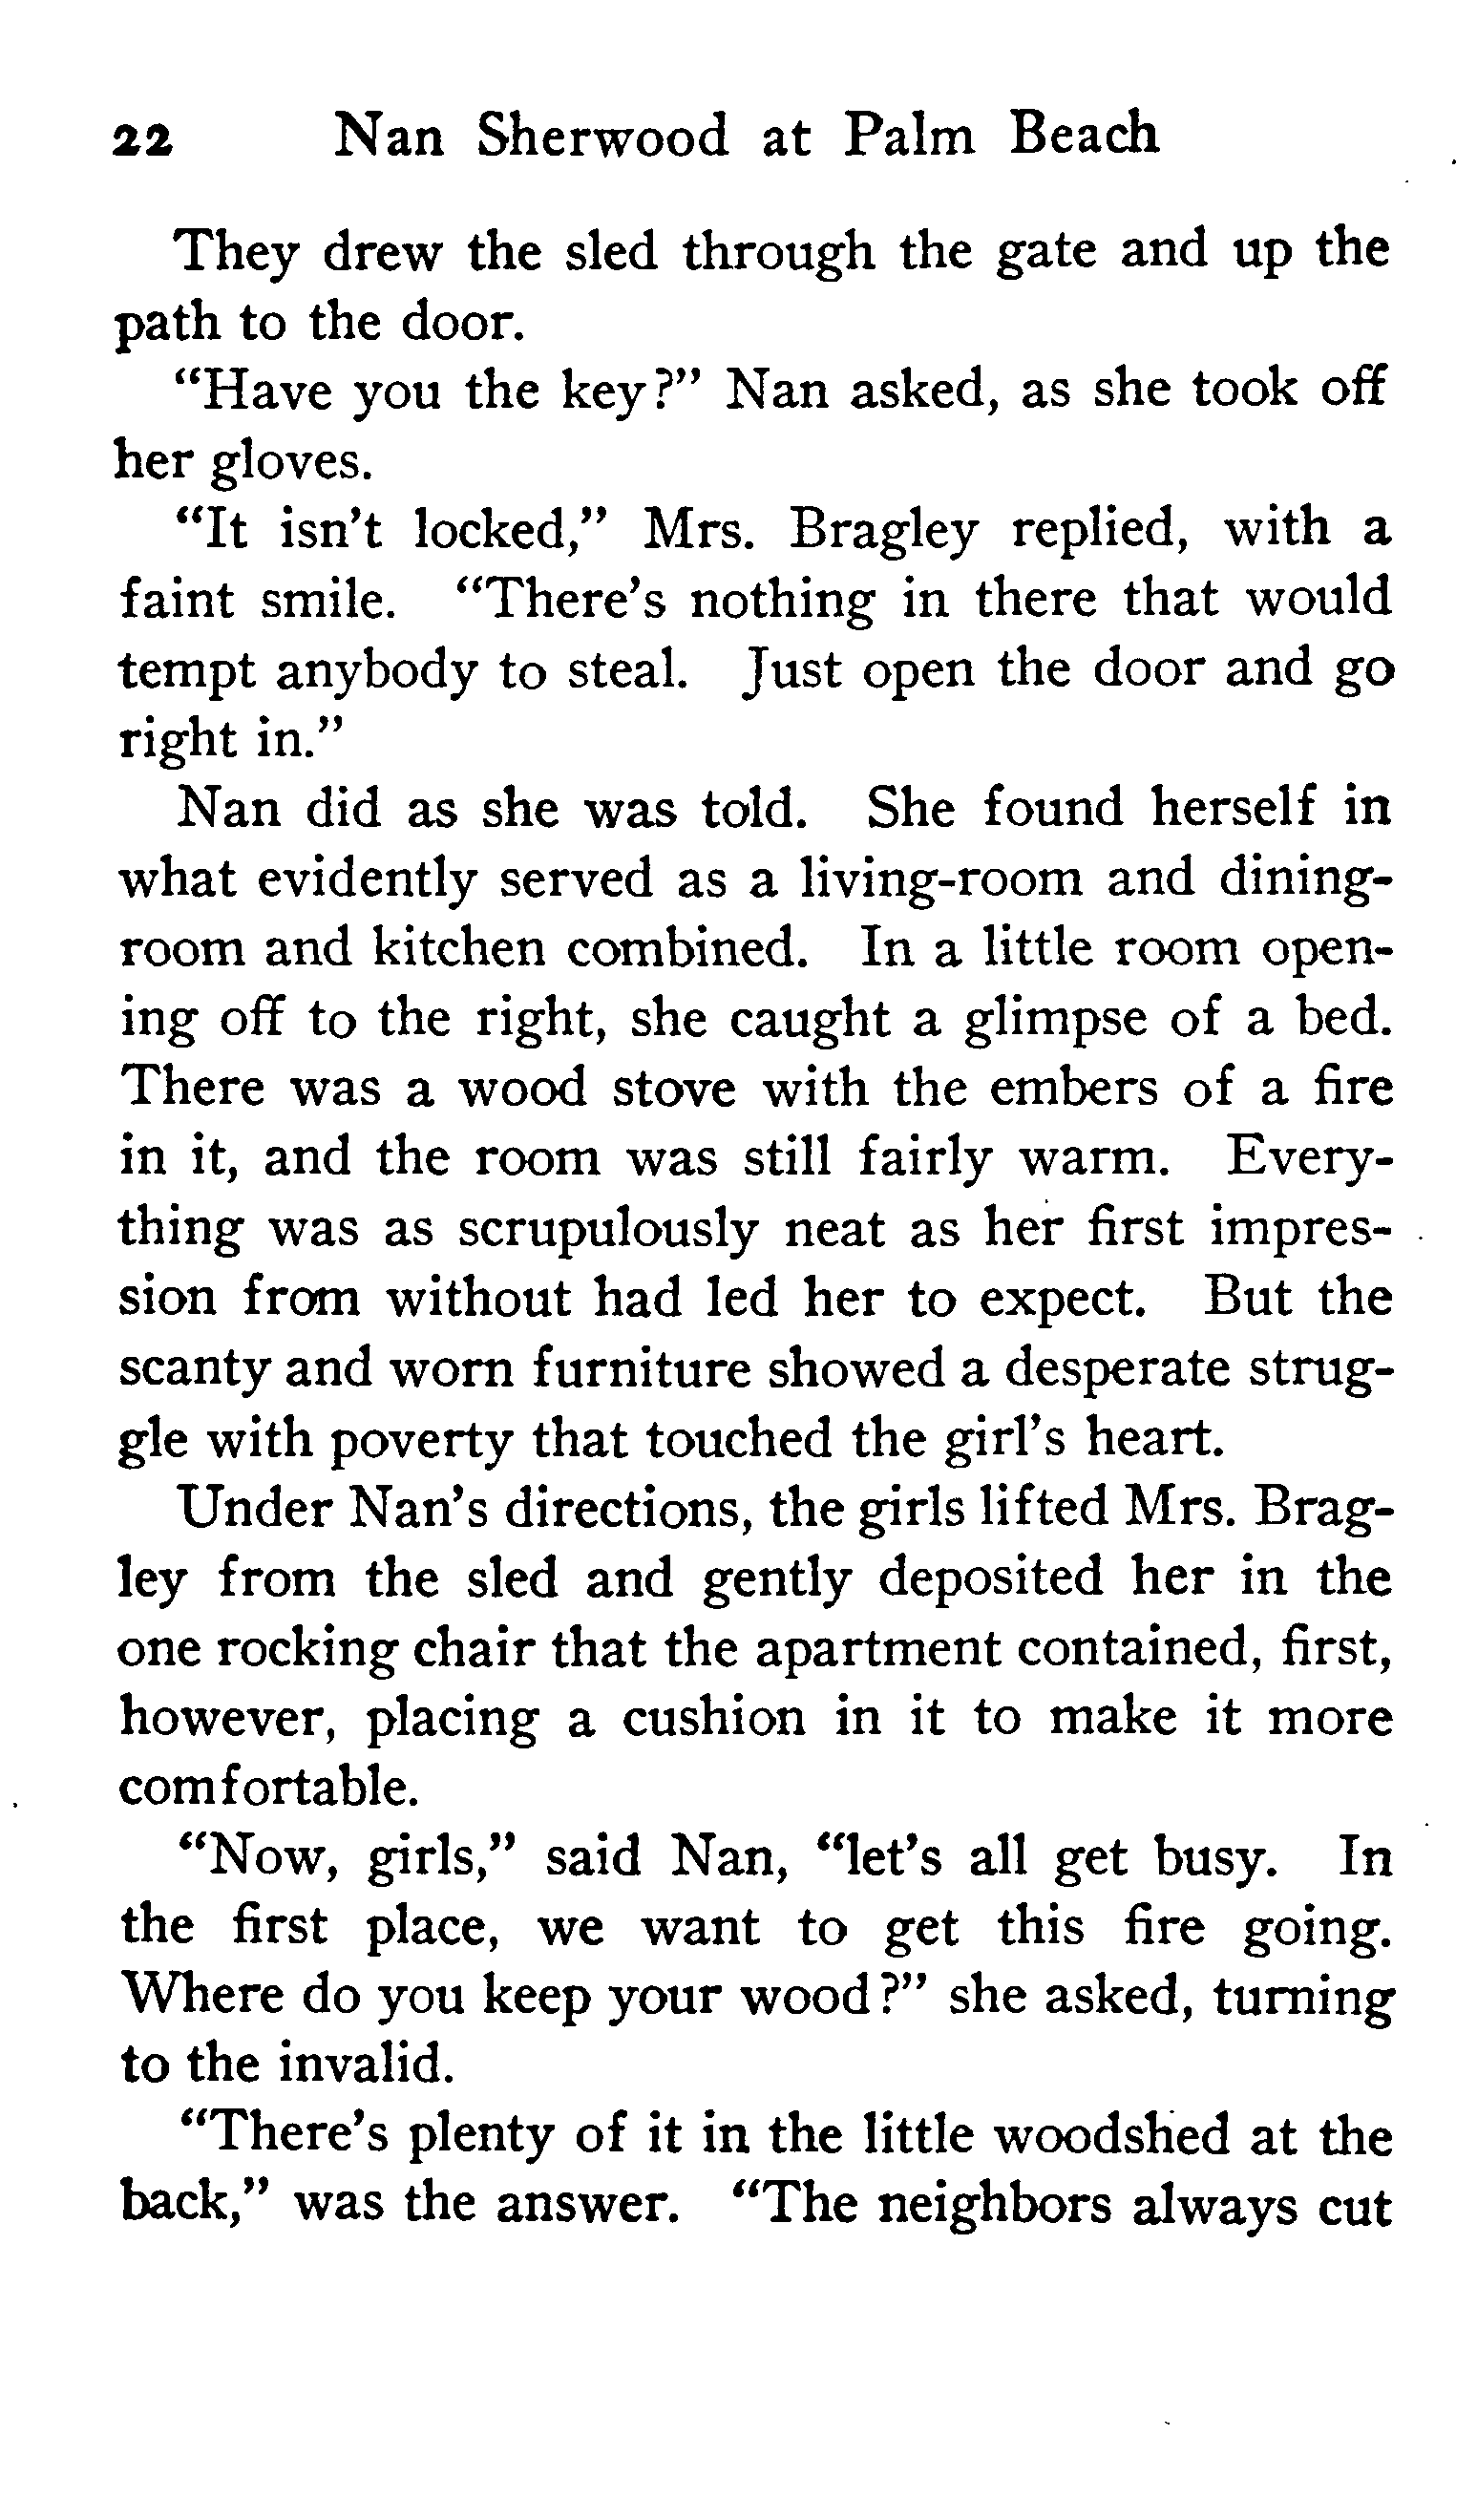 22 Nan Sherwood at Palm Beach
They drew the sled through the gate and up the
path to the door.
"Have you the key?" Nan asked, as she took off
her gloves.
"It isn't locked," Mrs. Bragley replied, with a
faint smile. "There's nothing in there that would
tempt anybody to steal. Just open the door and go
right in."
Nan did as she was told. She found herself in
what evidently served as a living-room and dining-
room and kitchen combined. In a little room open-
ing off to the right, she caught a glimpse of a bed.
There was a wood stove with the embers of a fire
in it, and the room was still fairly warm. Every-
thing was as scrupulously neat as her first impres-
sion from without had led her to expect. But the
scanty and worn furniture showed a desperate strug-
gle with poverty that touched the girl's heart.
Under Nan's directions, the girls lifted Mrs. Brag-
ley from the sled and gently deposited her in the
one rocking chair that the apartment contained, first,
however, placing a cushion in it to make it more
comfortable.
"Now, girls," said Nan, "let's all get busy. In
the first place, we want to get this fire going.
Where do you keep your wood?" she asked, turning
to the invalid.
"There's plenty of it in the little woodshed at the
back," was the answer. "The neighbors always cut